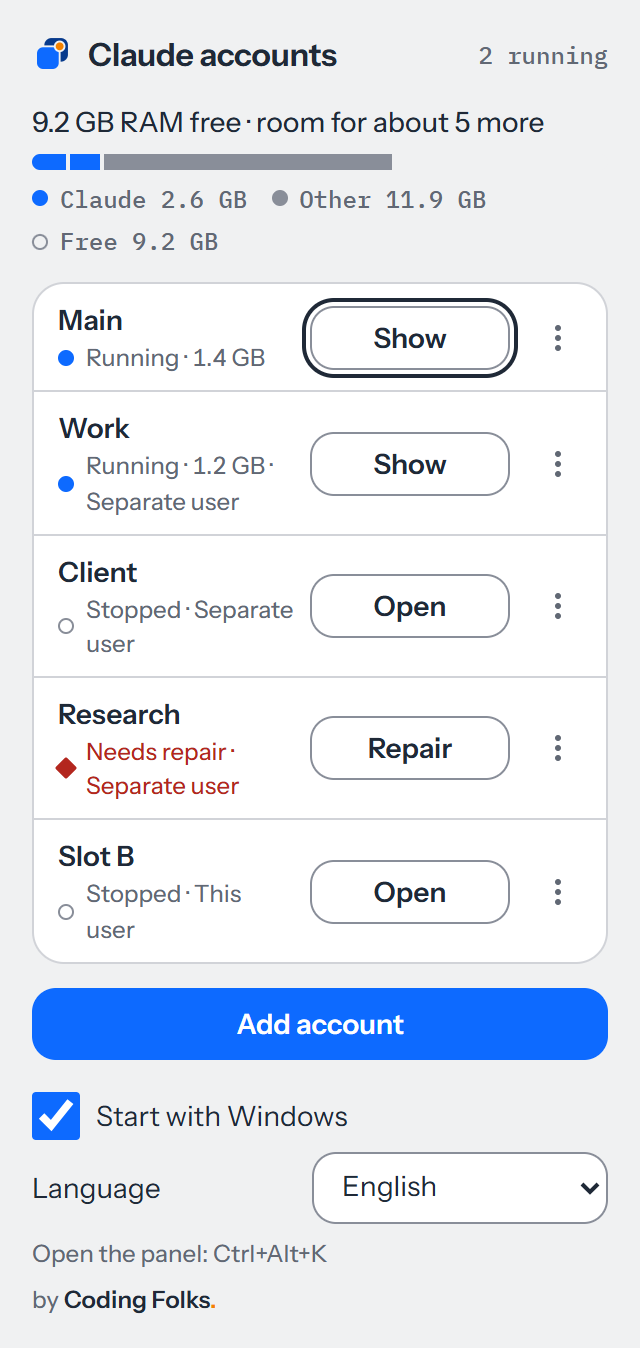 Claude accounts
2 running
9.2 GB RAM free · room for about 5 more
Claude 2.6 GB
Other 11.9 GB
Free 9.2 GB
Main
Running · 1.4 GB
Show
Work
Running · 1.2 GB ·
Separate user
Show
Client
Stopped · Separate
user
Open
Research
Needs repair ·
Separate user
Repair
Slot B
Stopped · This
user
Open
Add account
Start with Windows
Language
English
Open the panel: Ctrl+Alt+K
by Coding Folks.